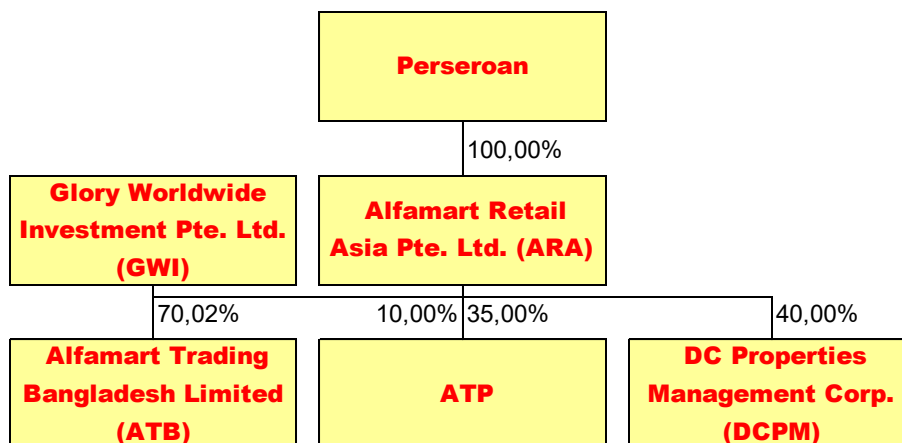 Perseroan
100,00%
Glory Worldwide
Investment Pte. Ltd.
(GWI)
Alfamart Retail
Asia Pte. Ltd. (ARA)
70,02%
10,00%
35,00%
40,00%
Alfamart Trading
Bangladesh Limited
(ATB)
ATP
DC Properties
Management Corp.
(DCPM)